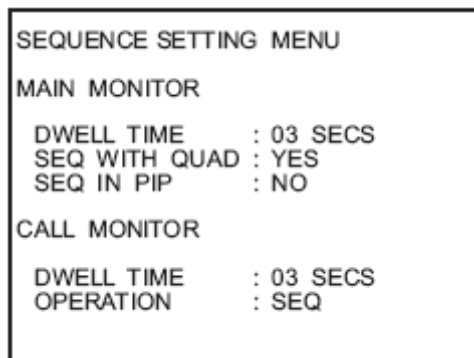 SEQUENCE SETTING MENU
MAIN MONITOR
DWELL TIME : 03 SECS
SEQ WITH QUAD : YES
SEQ IN PIP : NO
CALL MONITOR
DWELL TIME : 03 SECS
OPERATION : SEQ